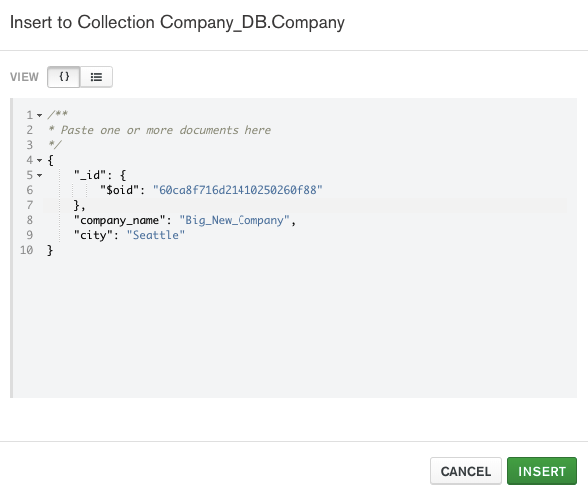 Insert to Collection Company_DB.Company
VIEW {}
1 /**
2 * Paste one or more documents here
3 */
4 {
5 "_id": {
6 "$oid": "60ca8f716d21410250260f88"
7 },
8 "company_name": "Big_New_Company",
9 "city": "Seattle"
10 }
CANCEL INSERT